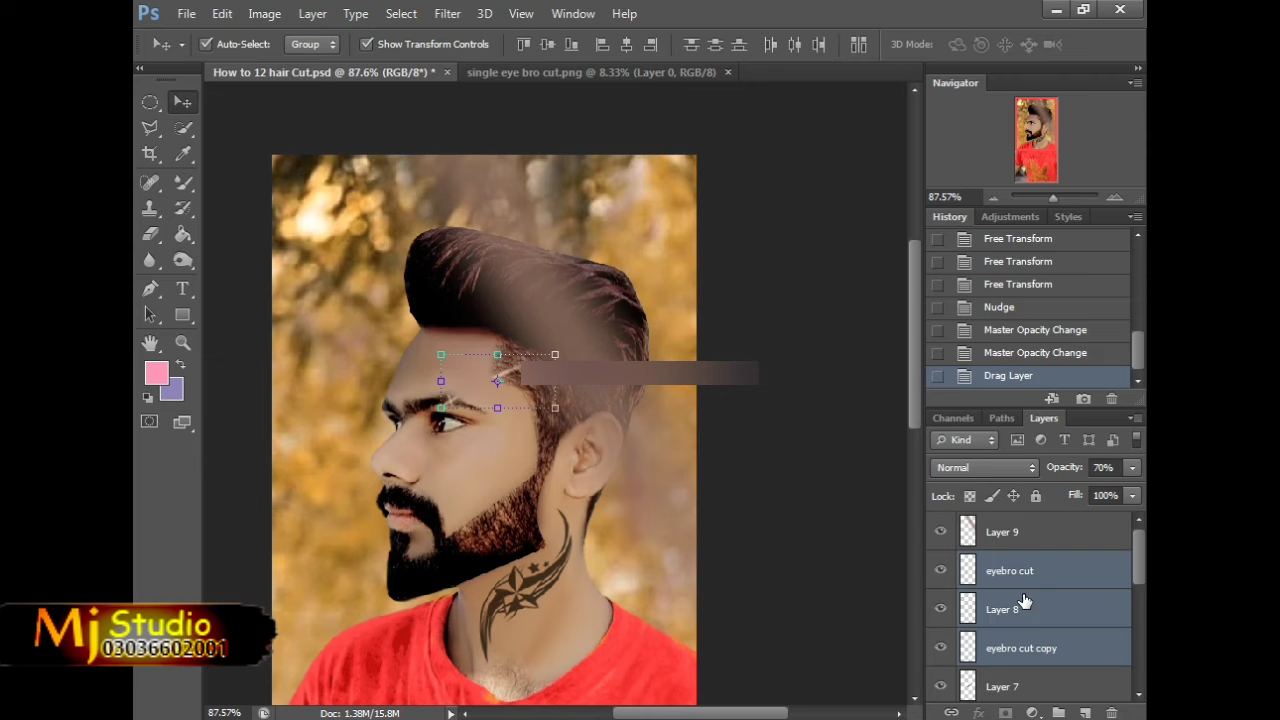 Ps File Edit Image Layer Type Select Filter 3D View Window Help
Auto-Select: Group Show Transform Controls 3D Mode:
How to 12 hair Cut.psd @ 87.6% (RGB/8*) * × single eye bro cut.png @ 8.33% (Layer 0, RGB/8) ×
Navigator
87.57%
History Adjustments Styles
Free Transform
Free Transform
Free Transform
Nudge
Master Opacity Change
Master Opacity Change
Drag Layer
Channels Paths Layers
Kind
Normal Opacity: 70%
Lock: Fill: 100%
Layer 9
eyebro cut
Layer 8
eyebro cut copy
Layer 7
Mj Studio
03036602001
87.57% Doc: 1.38M/15.8M